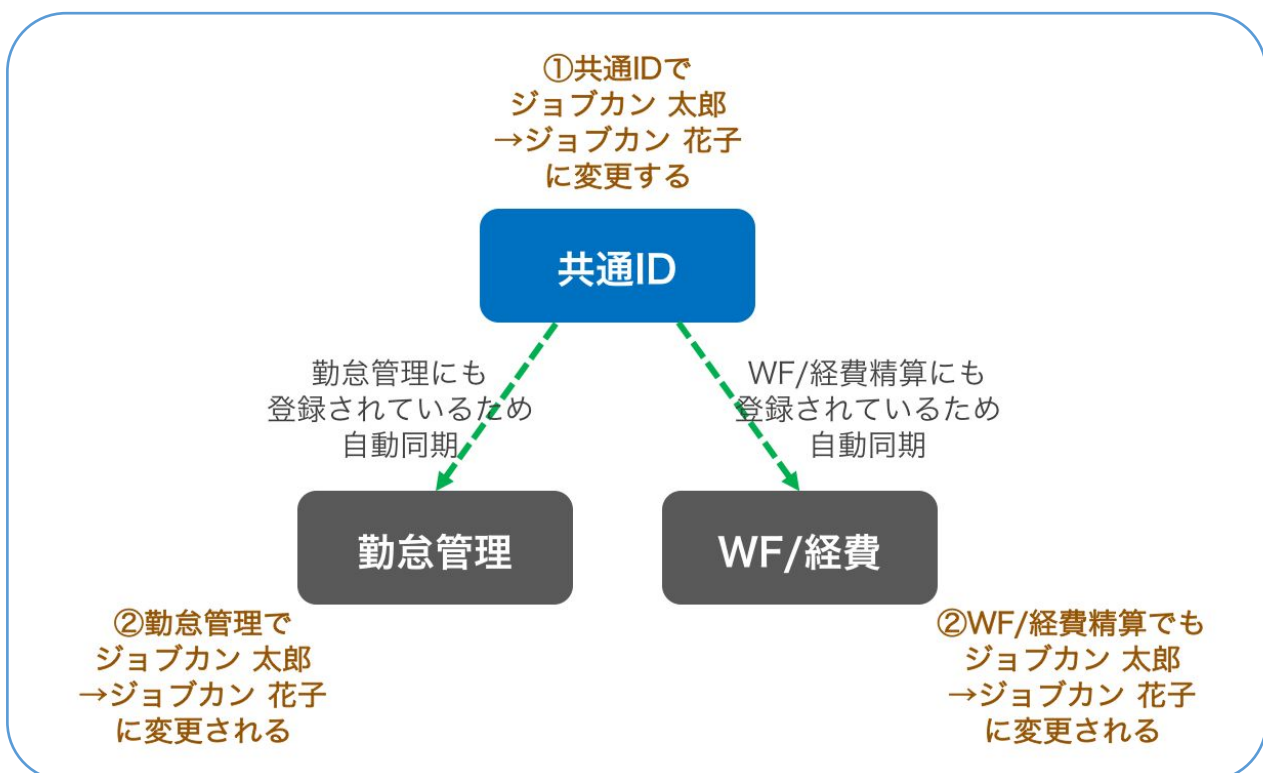 ①共通IDで
ジョブカン 太郎
→ジョブカン 花子
に変更する
共通ID
勤怠管理にも
登録されているため
自動同期
WF/経費精算にも
登録されているため
自動同期
勤怠管理
WF/経費
②勤怠管理で
ジョブカン 太郎
→ジョブカン 花子
に変更される
②WF/経費精算でも
ジョブカン 太郎
→ジョブカン 花子
に変更される